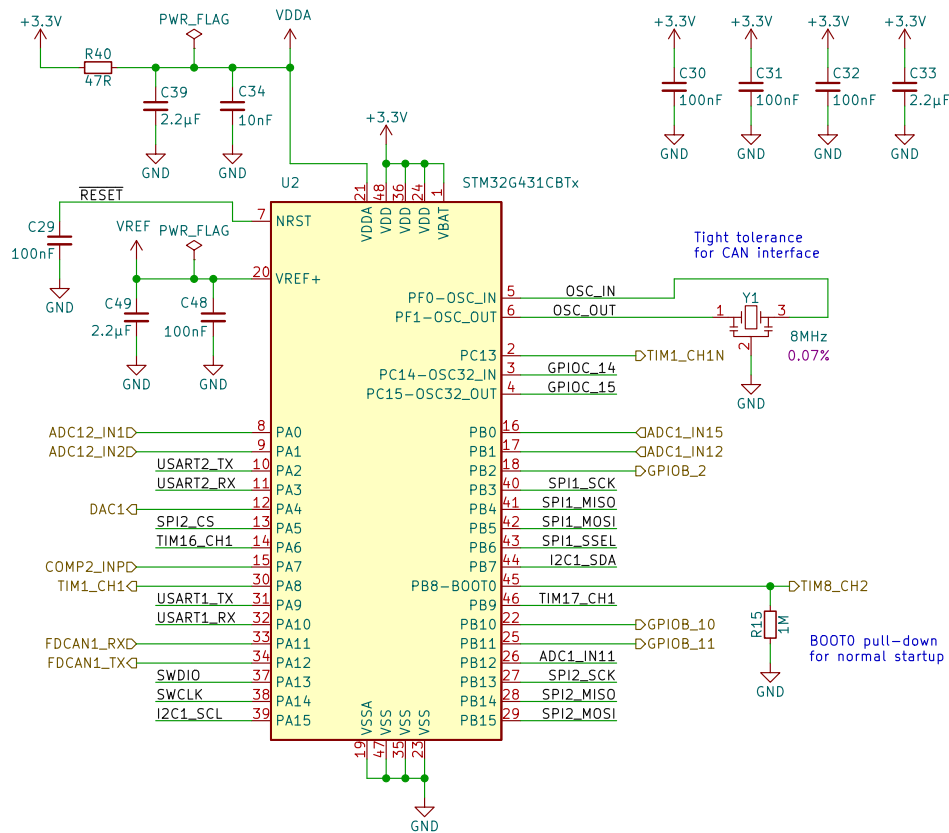 +3.3V
PWR_FLAG
VDDA
R40
47R
C39
2.2µF
C34
10nF
GND
GND
+3.3V
+3.3V
+3.3V
+3.3V
C30
100nF
C31
100nF
C32
100nF
C33
2.2µF
GND
GND
GND
GND
+3.3V
U2
STM32G431CBTx
21
48
36
24
1
VDDA
VDD
VDD
VDD
VBAT
RESET
7
NRST
C29
100nF
GND
VREF
PWR_FLAG
20
VREF+
C49
2.2µF
C48
100nF
GND
GND
Tight tolerance
for CAN interface
PF0-OSC_IN
5
OSC_IN
PF1-OSC_OUT
6
OSC_OUT
1
Y1
3
2
8MHz
0.07%
GND
PC13
2
TIM1_CH1N
PC14-OSC32_IN
3
GPIOC_14
PC15-OSC32_OUT
4
GPIOC_15
ADC12_IN1
8
PA0
ADC12_IN2
9
PA1
USART2_TX
10
PA2
USART2_RX
11
PA3
DAC1
12
PA4
SPI2_CS
13
PA5
TIM16_CH1
14
PA6
COMP2_INP
15
PA7
TIM1_CH1
30
PA8
USART1_TX
31
PA9
USART1_RX
32
PA10
FDCAN1_RX
33
PA11
FDCAN1_TX
34
PA12
SWDIO
37
PA13
SWCLK
38
PA14
I2C1_SCL
39
PA15
PB0
16
ADC1_IN15
PB1
17
ADC1_IN12
PB2
18
GPIOB_2
PB3
40
SPI1_SCK
PB4
41
SPI1_MISO
PB5
42
SPI1_MOSI
PB6
43
SPI1_SSEL
PB7
44
I2C1_SDA
PB8-BOOT0
45
TIM8_CH2
PB9
46
TIM17_CH1
PB10
22
GPIOB_10
PB11
25
GPIOB_11
PB12
26
ADC1_IN11
PB13
27
SPI2_SCK
PB14
28
SPI2_MISO
PB15
29
SPI2_MOSI
R15
1M
BOOT0 pull-down
for normal startup
GND
VSSA
VSS
VSS
VSS
19
47
35
23
GND